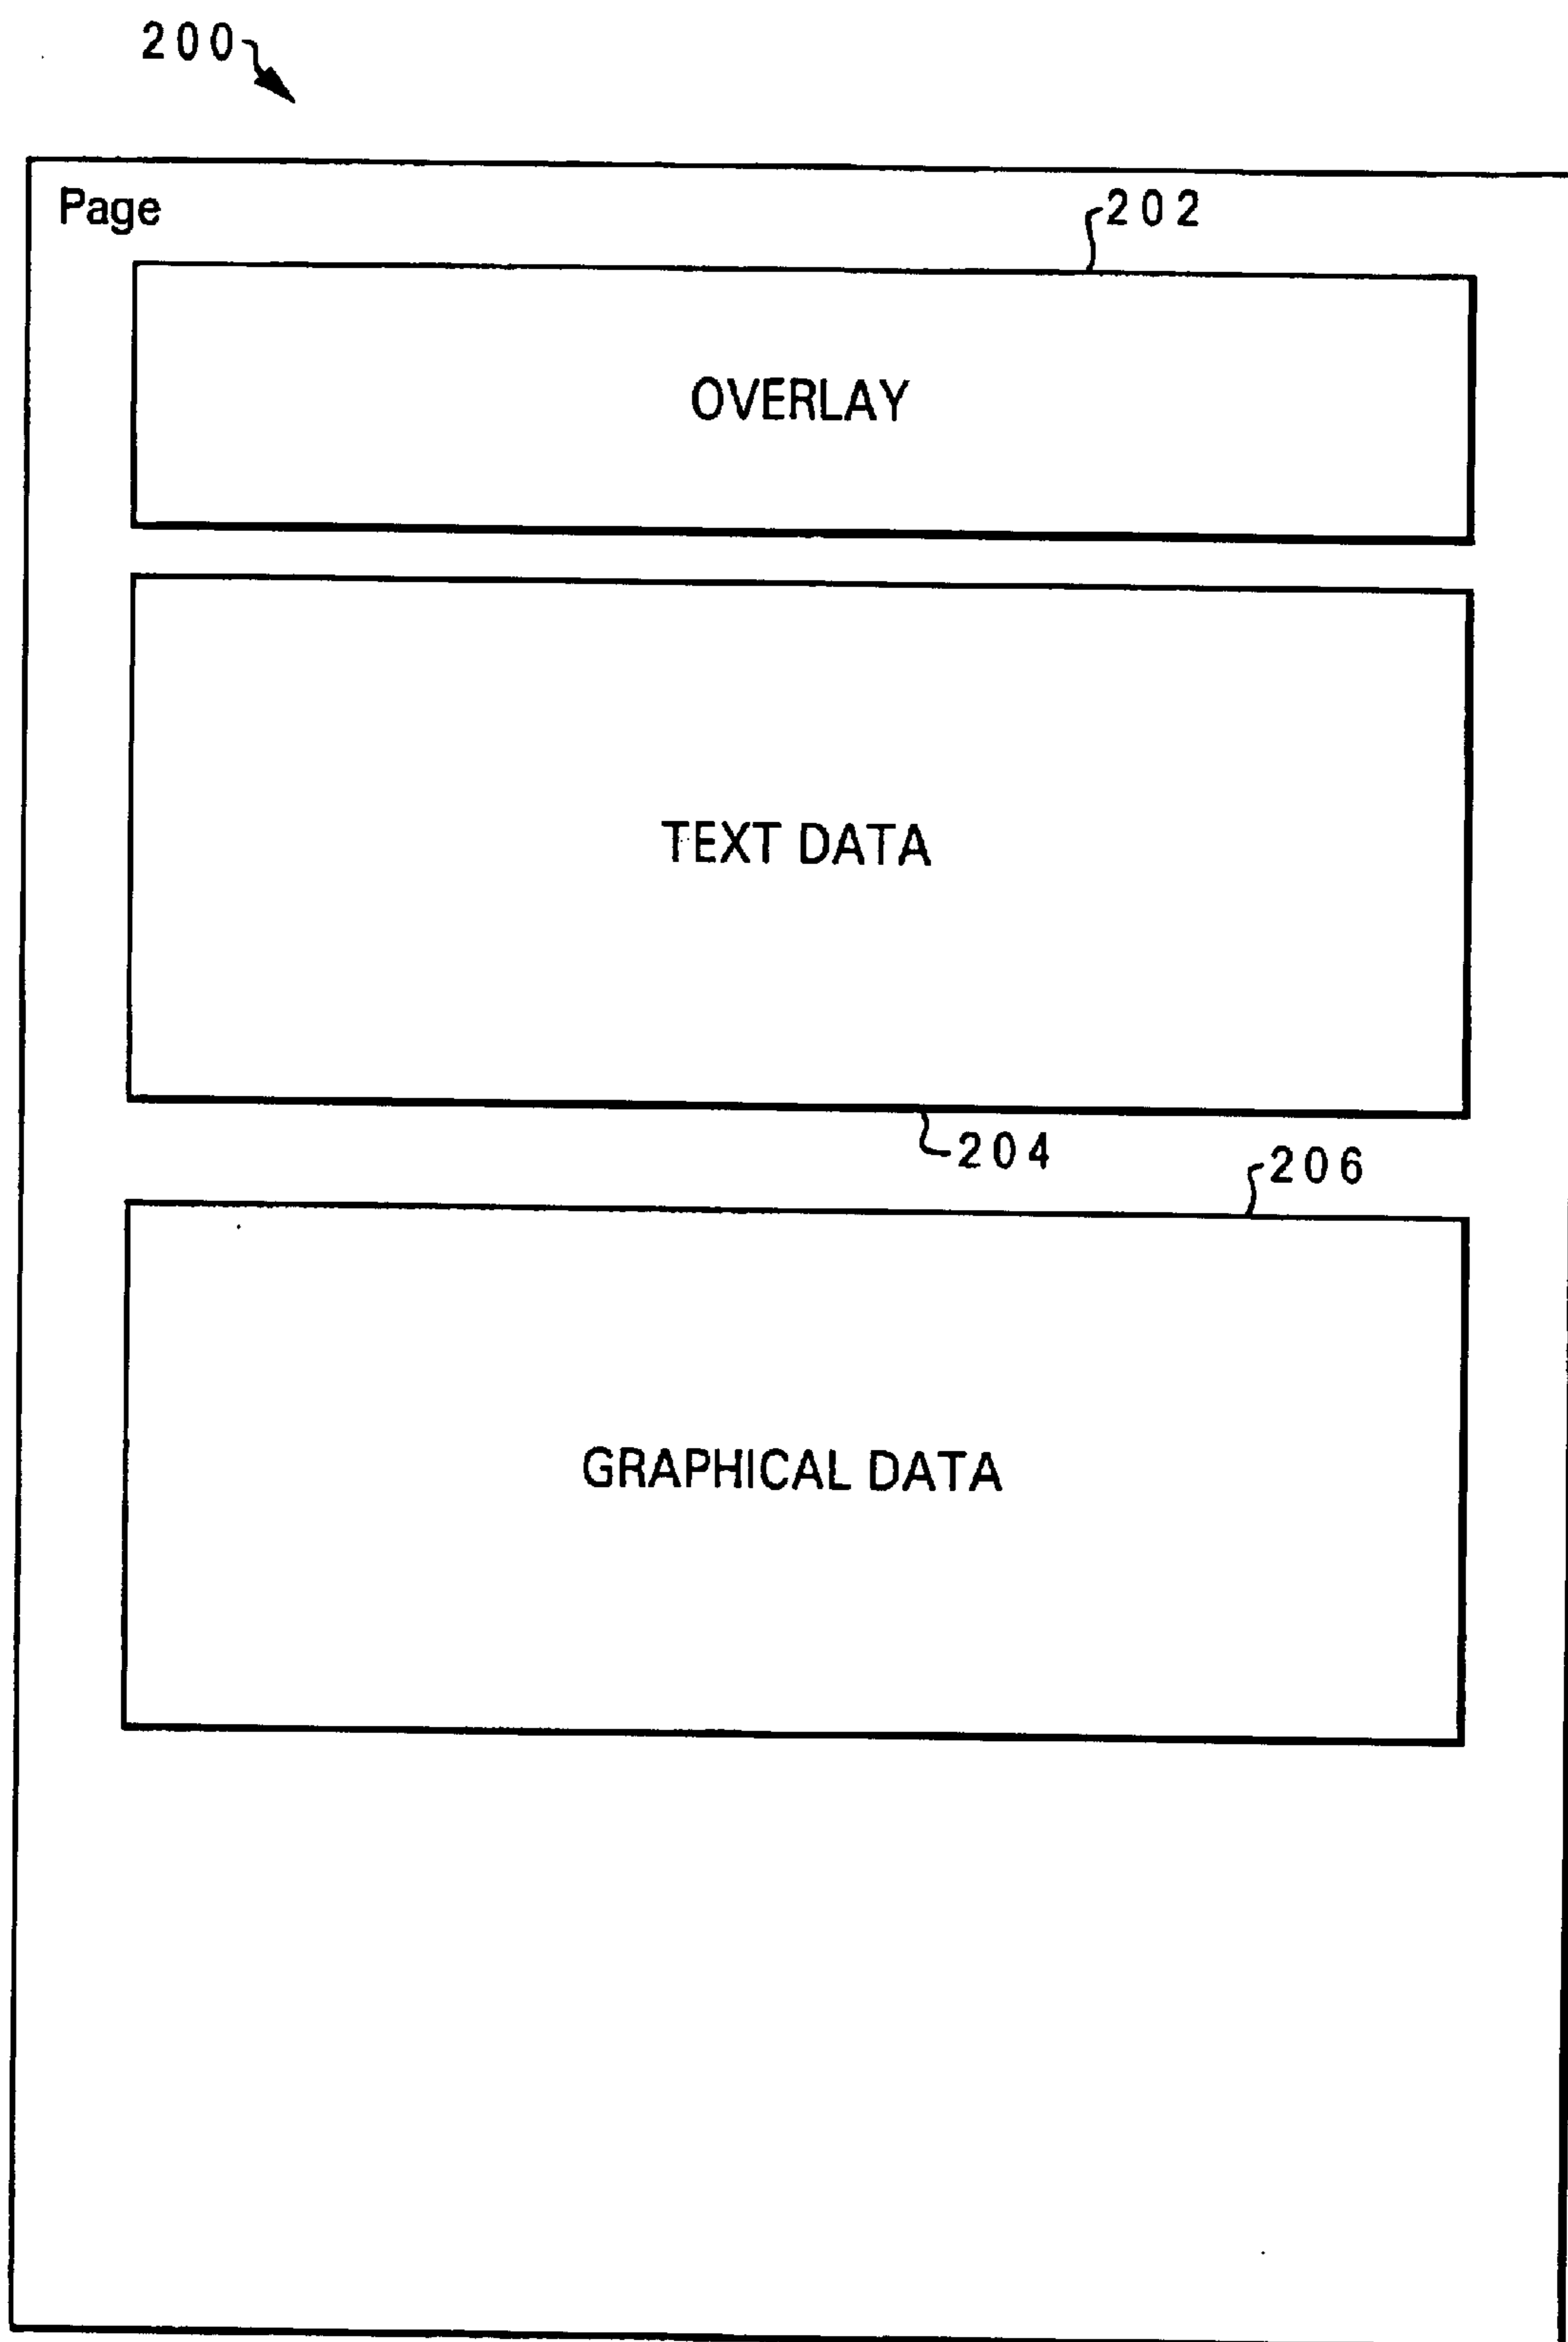 200
Page
202
OVERLAY
TEXT DATA
204
206
GRAPHICAL DATA